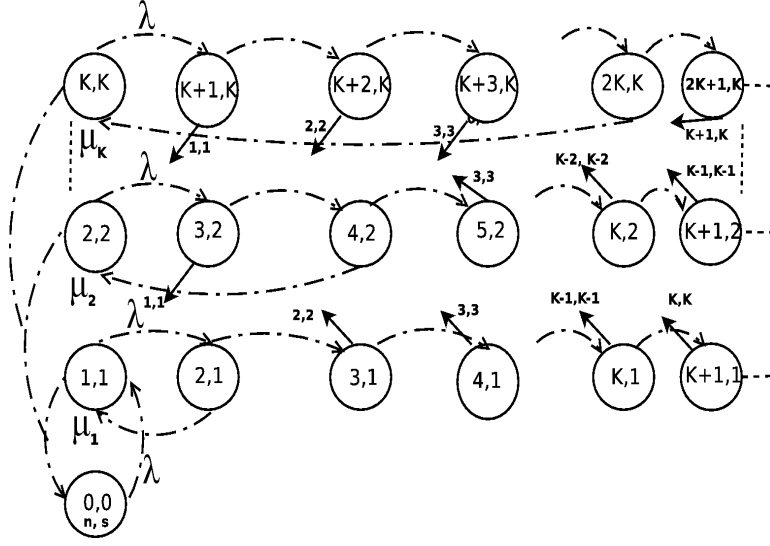 λ
K,K K+1,K K+2,K K+3,K 2K,K 2K+1,K
μK 1,1 2,2 3,3 K+1,K
λ 3,3 K-2, K-2 K-1,K-1
2,2 3,2 4,2 5,2 K,2 K+1,2
μ2 1,1
λ 2,2 3,3 K-1,K-1 K,K
1,1 2,1 3,1 4,1 K,1 K+1,1
μ1
λ
0,0
n, s